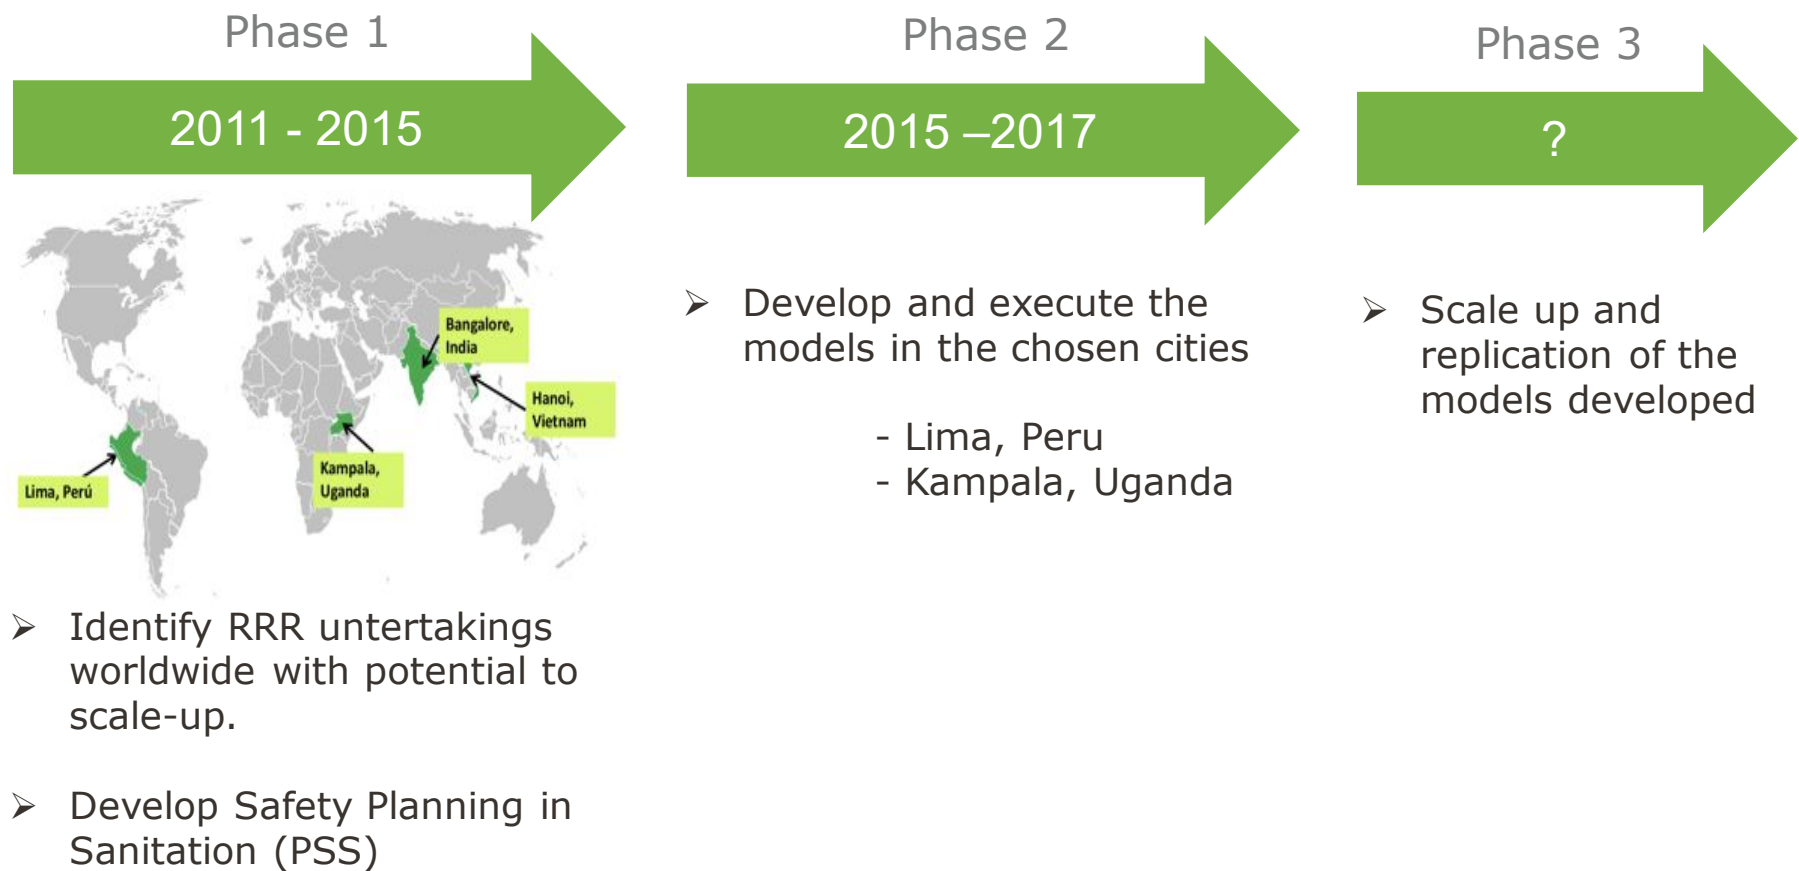 Phase 1
2011 - 2015
Bangalore,
India
Hanoi,
Vietnam
Kampala,
Uganda
Lima, Perú
➢ Identify RRR untertakings
worldwide with potential to
scale-up.
➢ Develop Safety Planning in
Sanitation (PSS)
Phase 2
2015 –2017
➢ Develop and execute the
models in the chosen cities
- Lima, Peru
- Kampala, Uganda
Phase 3
?
➢ Scale up and
replication of the
models developed